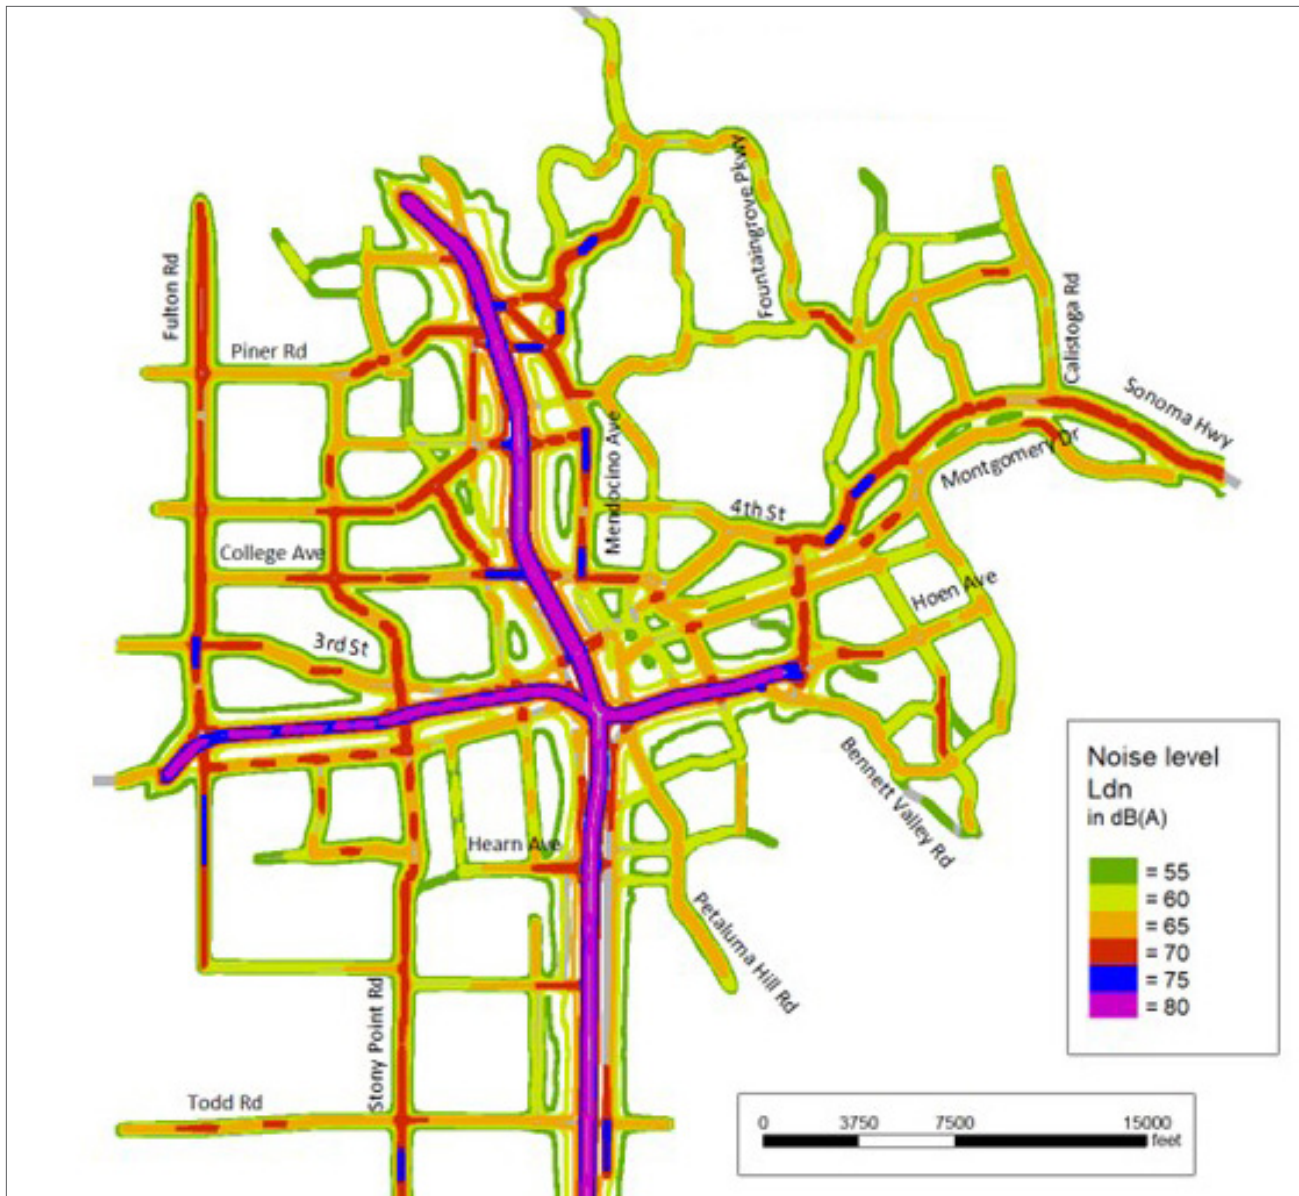 Fountaingrove Pkwy
Fulton Rd
Piner Rd
Calistoga Rd
Sonoma Hwy
Mendocino Ave
Montgomery Dr
4th St
College Ave
Hoen Ave
3rd St
Bennett Valley Rd
Hearn Ave
Petaluma Hill Rd
Stony Point Rd
Todd Rd
Noise level
Ldn
in dB(A)
= 55
= 60
= 65
= 70
= 75
= 80
0 3750 7500 15000
feet